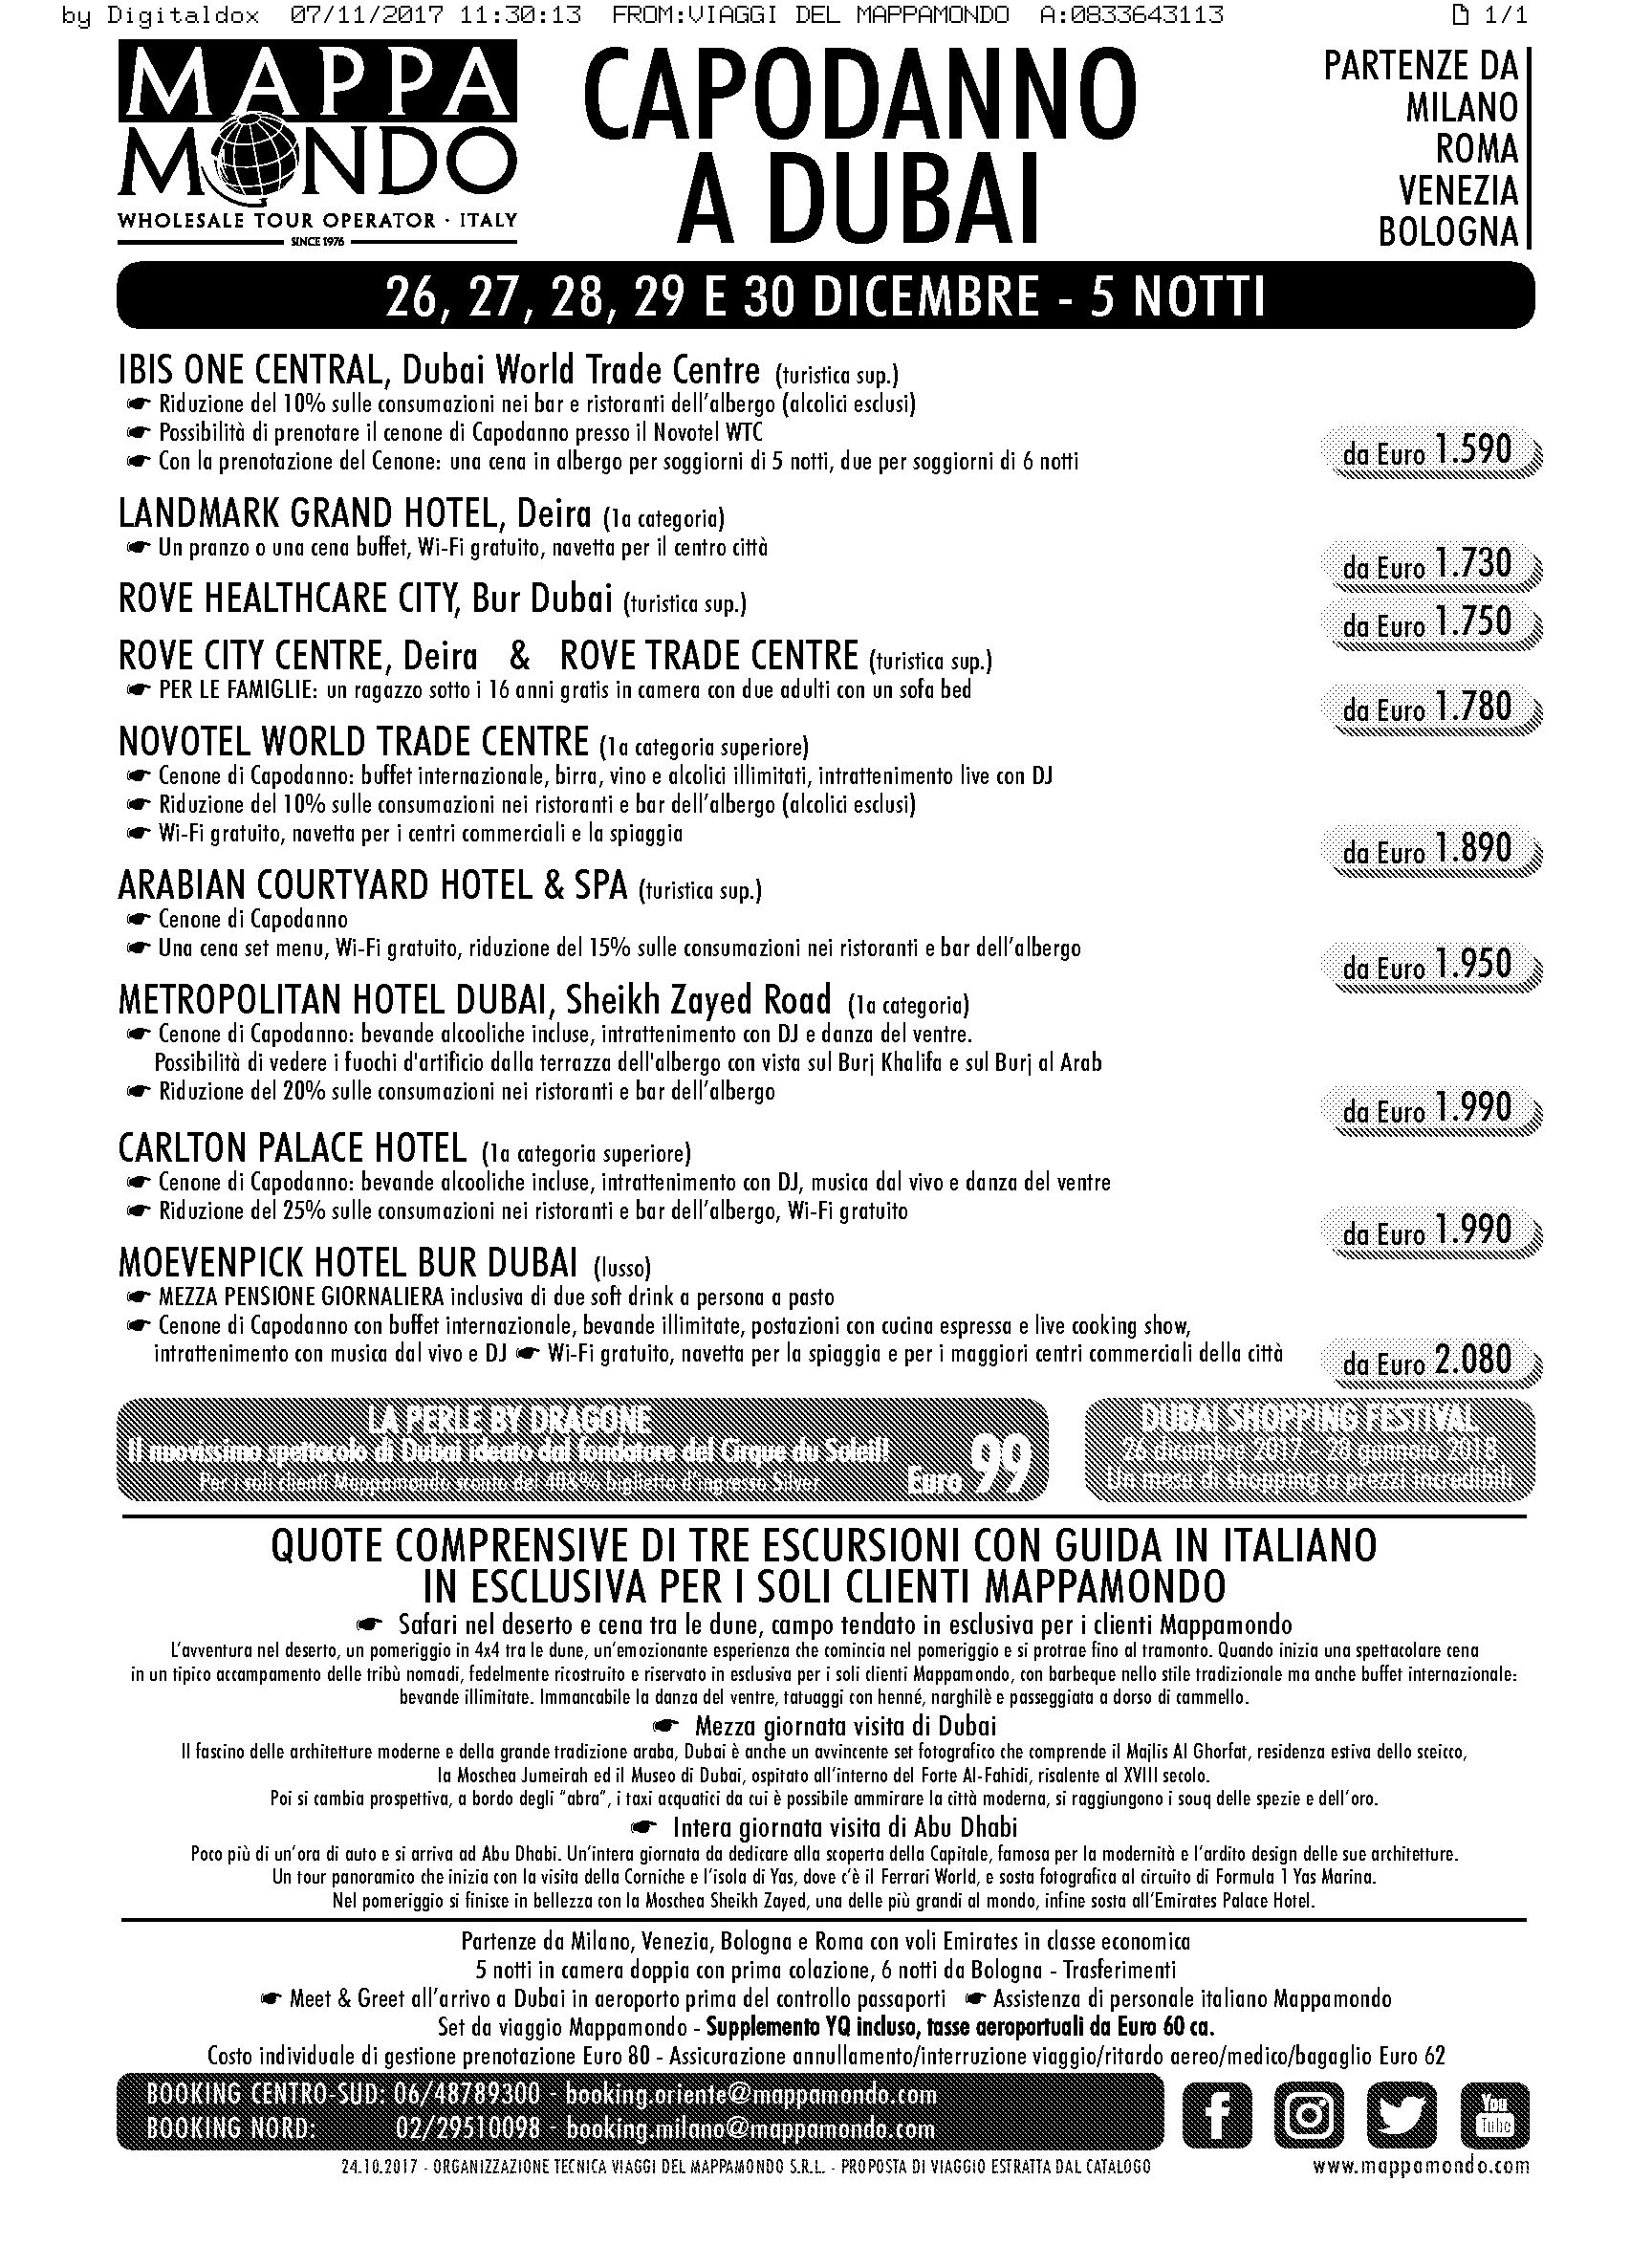 by Digitaldox 07/11/2017 11:30:13 FROM:VIAGGI DEL MAPPAMONDO A:0833643113 1/1
MAPPA
MONDO
WHOLESALE TOUR OPERATOR · ITALY
SINCE 1976
CAPODANNO
A DUBAI
PARTENZE DA
MILANO
ROMA
VENEZIA
BOLOGNA
26, 27, 28, 29 E 30 DICEMBRE - 5 NOTTI
IBIS ONE CENTRAL, Dubai World Trade Centre (turistica sup.)
☛ Riduzione del 10% sulle consumazioni nei bar e ristoranti dell'albergo (alcolici esclusi)
☛ Possibilità di prenotare il cenone di Capodanno presso il Novotel WTC
☛ Con la prenotazione del Cenone: una cena in albergo per soggiorni di 5 notti, due per soggiorni di 6 notti
da Euro 1.590
LANDMARK GRAND HOTEL, Deira (1a categoria)
☛ Un pranzo o una cena buffet, Wi-Fi gratuito, navetta per il centro città
da Euro 1.730
ROVE HEALTHCARE CITY, Bur Dubai (turistica sup.)
da Euro 1.750
ROVE CITY CENTRE, Deira & ROVE TRADE CENTRE (turistica sup.)
☛ PER LE FAMIGLIE: un ragazzo sotto i 16 anni gratis in camera con due adulti con un sofa bed
da Euro 1.780
NOVOTEL WORLD TRADE CENTRE (1a categoria superiore)
☛ Cenone di Capodanno: buffet internazionale, birra, vino e alcolici illimitati, intrattenimento live con DJ
☛ Riduzione del 10% sulle consumazioni nei ristoranti e bar dell'albergo (alcolici esclusi)
☛ Wi-Fi gratuito, navetta per i centri commerciali e la spiaggia
da Euro 1.890
ARABIAN COURTYARD HOTEL & SPA (turistica sup.)
☛ Cenone di Capodanno
☛ Una cena set menu, Wi-Fi gratuito, riduzione del 15% sulle consumazioni nei ristoranti e bar dell'albergo
da Euro 1.950
METROPOLITAN HOTEL DUBAI, Sheikh Zayed Road (1a categoria)
☛ Cenone di Capodanno: bevande alcooliche incluse, intrattenimento con DJ e danza del ventre.
Possibilità di vedere i fuochi d'artificio dalla terrazza dell'albergo con vista sul Burj Khalifa e sul Burj al Arab
☛ Riduzione del 20% sulle consumazioni nei ristoranti e bar dell'albergo
da Euro 1.990
CARLTON PALACE HOTEL (1a categoria superiore)
☛ Cenone di Capodanno: bevande alcooliche incluse, intrattenimento con DJ, musica dal vivo e danza del ventre
☛ Riduzione del 25% sulle consumazioni nei ristoranti e bar dell'albergo, Wi-Fi gratuito
da Euro 1.990
MOEVENPICK HOTEL BUR DUBAI (lusso)
☛ MEZZA PENSIONE GIORNALIERA inclusiva di due soft drink a persona a pasto
☛ Cenone di Capodanno con buffet internazionale, bevande illimitate, postazioni con cucina espressa e live cooking show,
intrattenimento con musica dal vivo e DJ ☛ Wi-Fi gratuito, navetta per la spiaggia e per i maggiori centri commerciali della città
da Euro 2.080
LA PERLE BY DRAGONE
Il nuovissimo spettacolo di Dubai ideato dal fondatore del Cirque du Soleil!
Per i soli clienti Mappamondo sconto del 40% biglietto d'ingresso Silver
Euro 99
DUBAI SHOPPING FESTIVAL
26 dicembre 2017 - 28 gennaio 2018
Un mese di shopping a prezzi incredibili
QUOTE COMPRENSIVE DI TRE ESCURSIONI CON GUIDA IN ITALIANO
IN ESCLUSIVA PER I SOLI CLIENTI MAPPAMONDO
☛ Safari nel deserto e cena tra le dune, campo tendato in esclusiva per i clienti Mappamondo
L'avventura nel deserto, un pomeriggio in 4x4 tra le dune, un'emozionante esperienza che comincia nel pomeriggio e si protrae fino al tramonto. Quando inizia una spettacolare cena
in un tipico accampamento delle tribù nomadi, fedelmente ricostruito e riservato in esclusiva per i soli clienti Mappamondo, con barbeque nello stile tradizionale ma anche buffet internazionale:
bevande illimitate. Immancabile la danza del ventre, tatuaggi con henné, narghilè e passeggiata a dorso di cammello.
☛ Mezza giornata visita di Dubai
Il fascino delle architetture moderne e della grande tradizione araba, Dubai è anche un avvincente set fotografico che comprende il Majlis Al Ghorfat, residenza estiva dello sceicco,
la Moschea Jumeirah ed il Museo di Dubai, ospitato all'interno del Forte Al-Fahidi, risalente al XVIII secolo.
Poi si cambia prospettiva, a bordo degli "abra", i taxi acquatici da cui è possibile ammirare la città moderna, si raggiungono i souq delle spezie e dell'oro.
☛ Intera giornata visita di Abu Dhabi
Poco più di un'ora di auto e si arriva ad Abu Dhabi. Un'intera giornata da dedicare alla scoperta della Capitale, famosa per la modernità e l'ardito design delle sue architetture.
Un tour panoramico che inizia con la visita della Corniche e l'isola di Yas, dove c'è il Ferrari World, e sosta fotografica al circuito di Formula 1 Yas Marina.
Nel pomeriggio si finisce in bellezza con la Moschea Sheikh Zayed, una delle più grandi al mondo, infine sosta all'Emirates Palace Hotel.
Partenze da Milano, Venezia, Bologna e Roma con voli Emirates in classe economica
5 notti in camera doppia con prima colazione, 6 notti da Bologna - Trasferimenti
☛ Meet & Greet all'arrivo a Dubai in aeroporto prima del controllo passaporti ☛ Assistenza di personale italiano Mappamondo
Set da viaggio Mappamondo - Supplemento YQ incluso, tasse aeroportuali da Euro 60 ca.
Costo individuale di gestione prenotazione Euro 80 - Assicurazione annullamento/interruzione viaggio/ritardo aereo/medico/bagaglio Euro 62
BOOKING CENTRO-SUD: 06/48789300 - booking.oriente@mappamondo.com
BOOKING NORD: 02/29510098 - booking.milano@mappamondo.com
You
Tube
24.10.2017 - ORGANIZZAZIONE TECNICA VIAGGI DEL MAPPAMONDO S.R.L. - PROPOSTA DI VIAGGIO ESTRATTA DAL CATALOGO
www.mappamondo.com